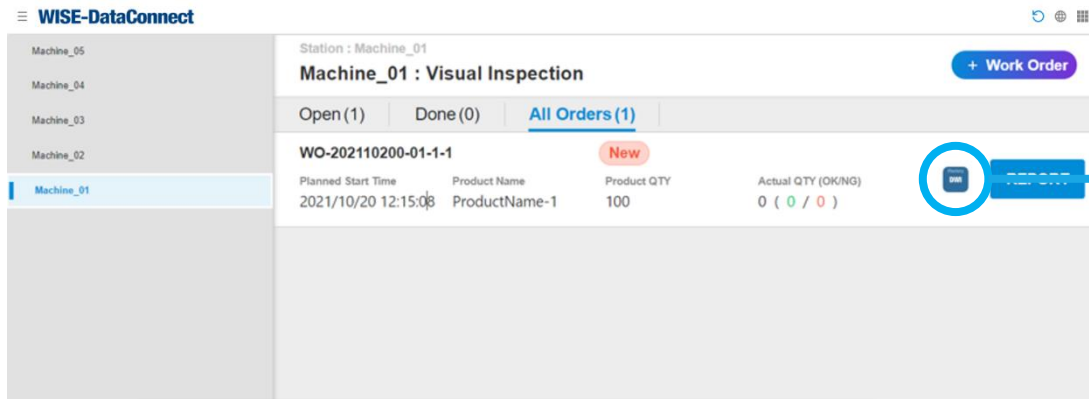 WISE-DataConnect
Machine_05
Machine_04
Machine_03
Machine_02
Machine_01
Station : Machine_01
Machine_01 : Visual Inspection
+ Work Order
Open (1) Done (0) All Orders (1)
WO-202110200-01-1-1 New
Planned Start Time Product Name Product QTY Actual QTY (OK/NG)
2021/10/20 12:15:08 ProductName-1 100 0 ( 0 / 0 )
REPORT